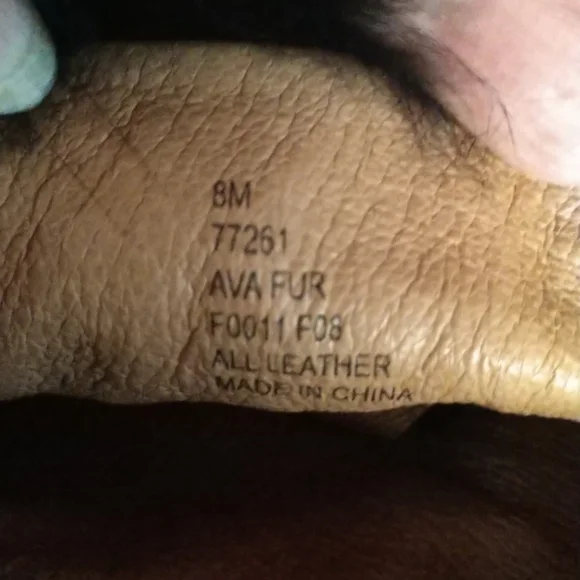 8M
77261
AVA FUR
F0011 F08
ALL LEATHER
MADE IN CHINA